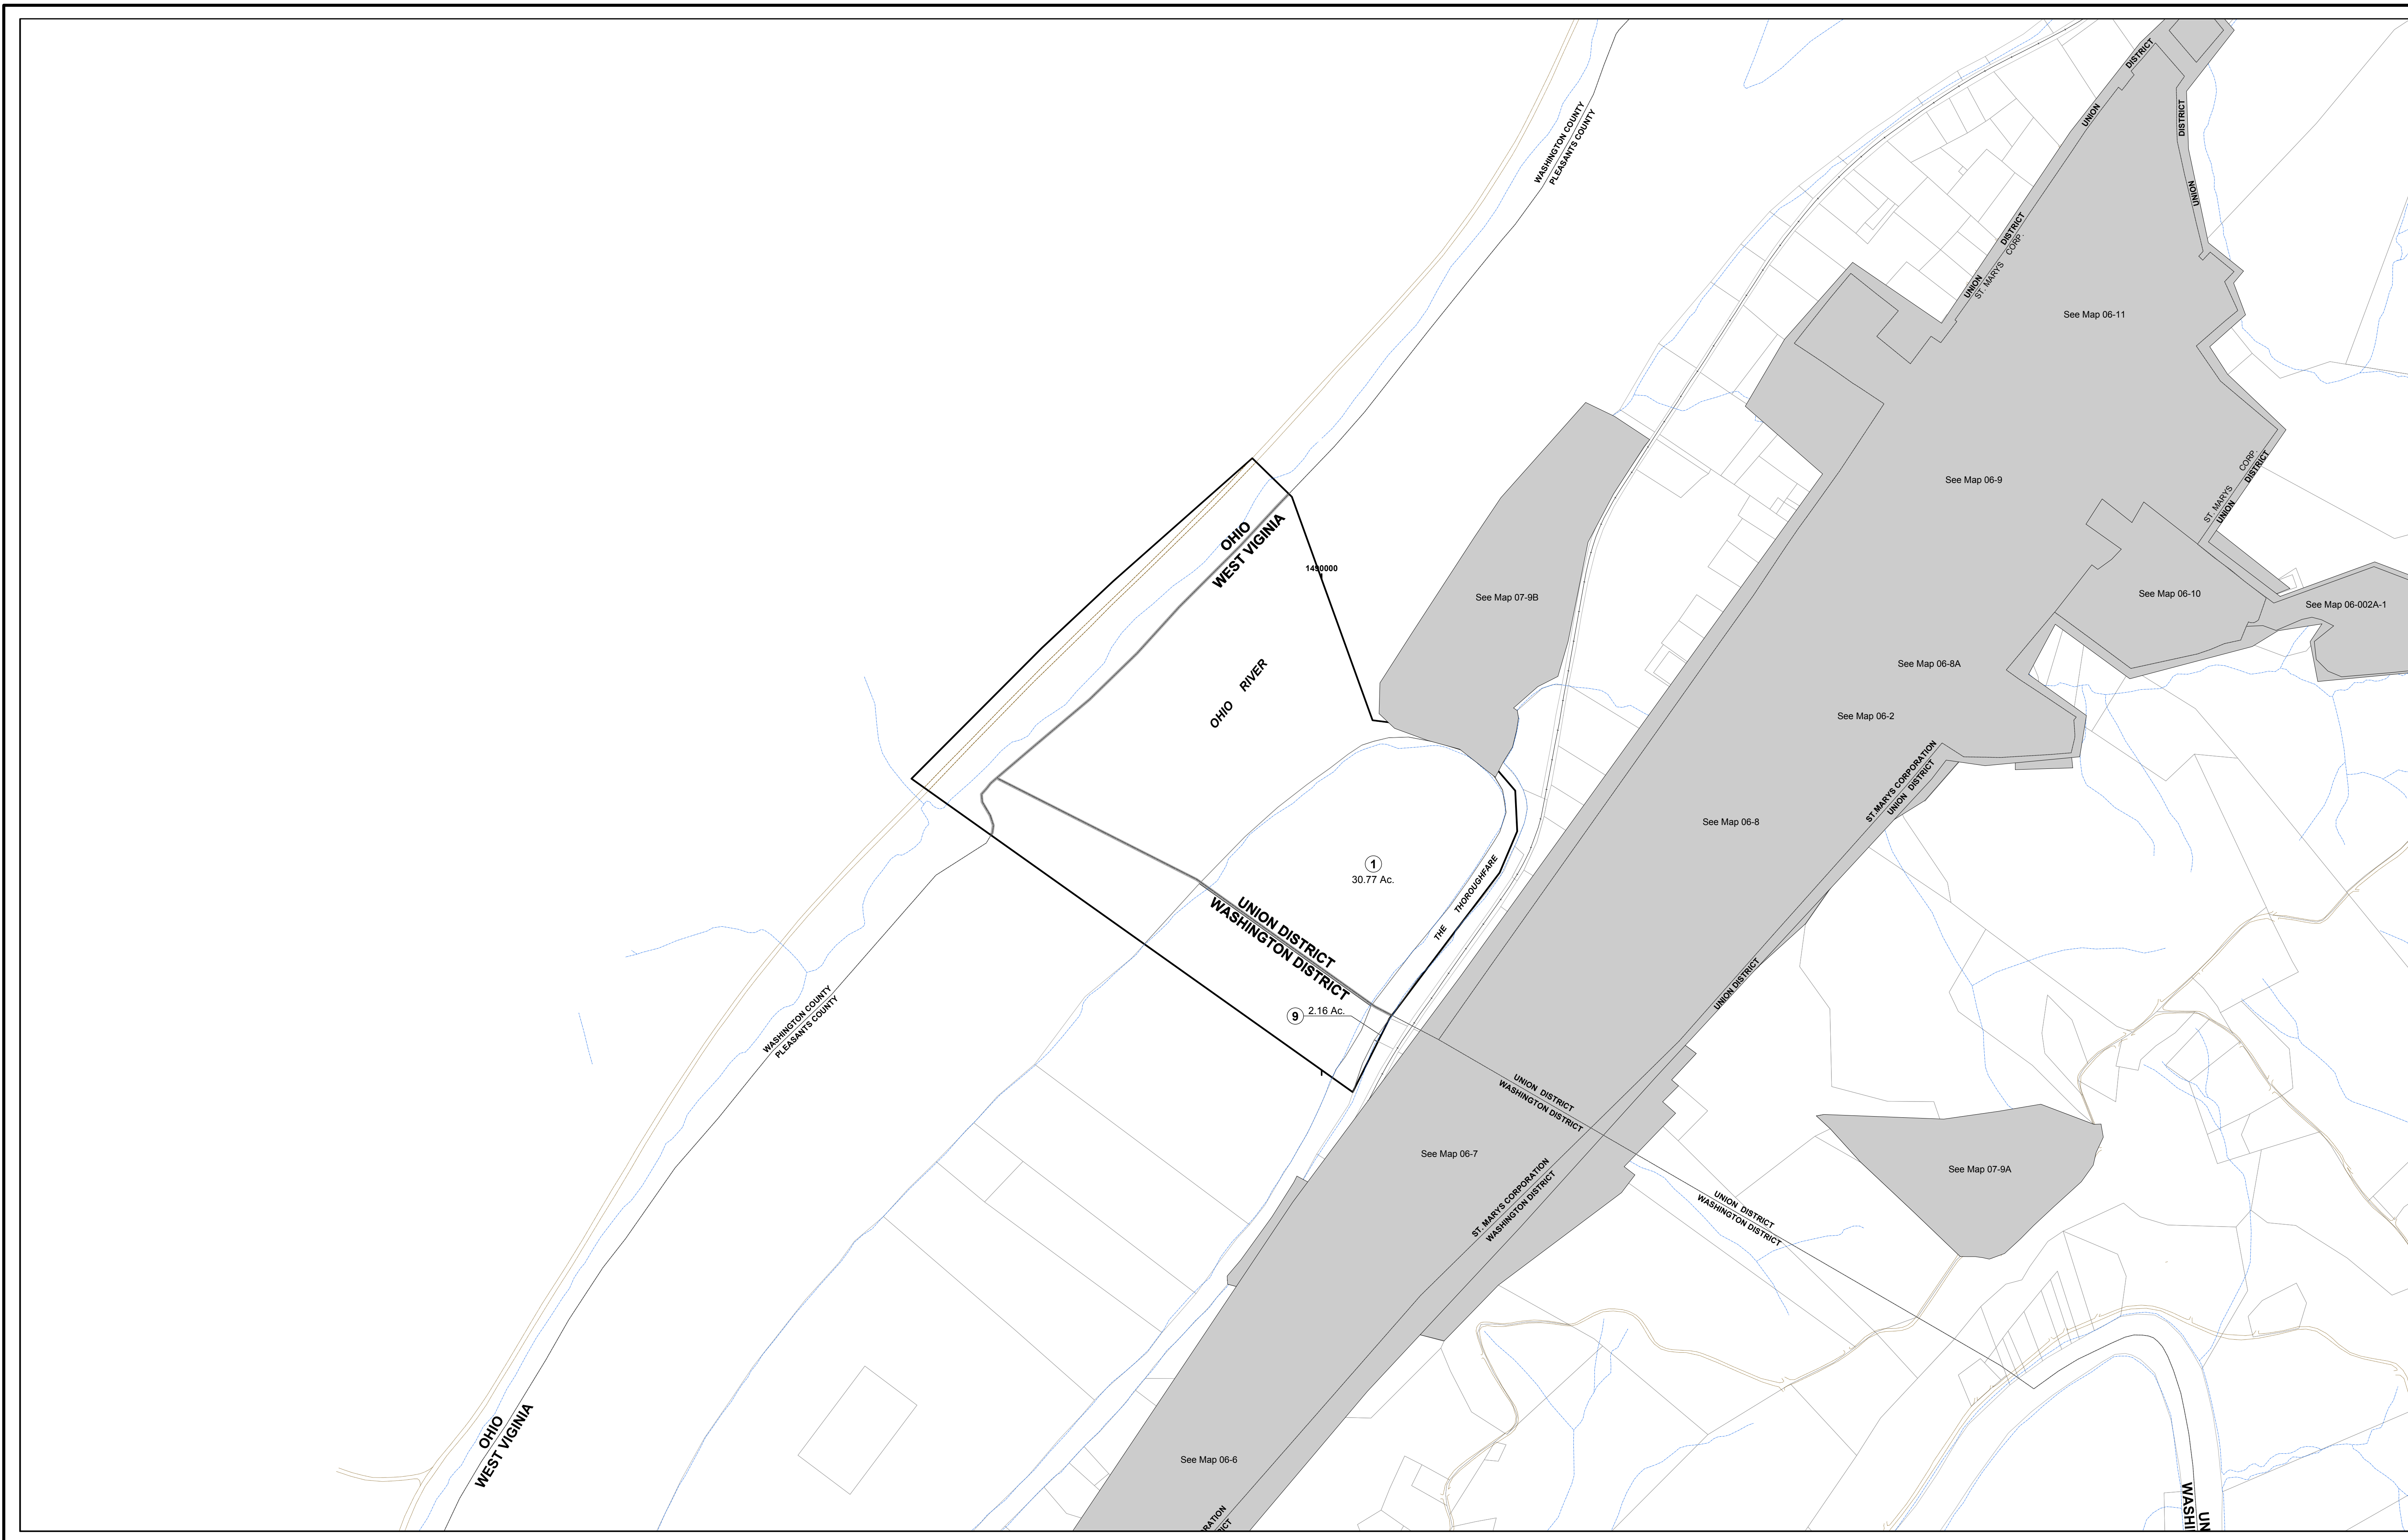 DISTRICT
UNION
DISTRICT
UNION
WASHINGTON COUNTY
PLEASANTS COUNTY
UNION DISTRICT
ST. MARYS CORP.
See Map 06-11
See Map 06-9
ST. MARYS CORP.
UNION DISTRICT
OHIO
WEST VIGINIA
1490000
See Map 07-9B
See Map 06-10
See Map 06-002A-1
OHIO RIVER
See Map 06-8A
See Map 06-2
ST.MARYS CORPORATION
UNION DISTRICT
See Map 06-8
1
30.77 Ac.
THE THOROUGHFARE
UNION DISTRICT
WASHINGTON DISTRICT
9
2.16 Ac.
UNION DISTRICT
WASHINGTON COUNTY
PLEASANTS COUNTY
UNION DISTRICT
WASHINGTON DISTRICT
See Map 06-7
See Map 07-9A
ST. MARYS CORPORATION
WASHINGTON DISTRICT
UNION DISTRICT
WASHINGTON DISTRICT
OHIO
WEST VIGINIA
See Map 06-6
RATION
RICT
UN
WASHI